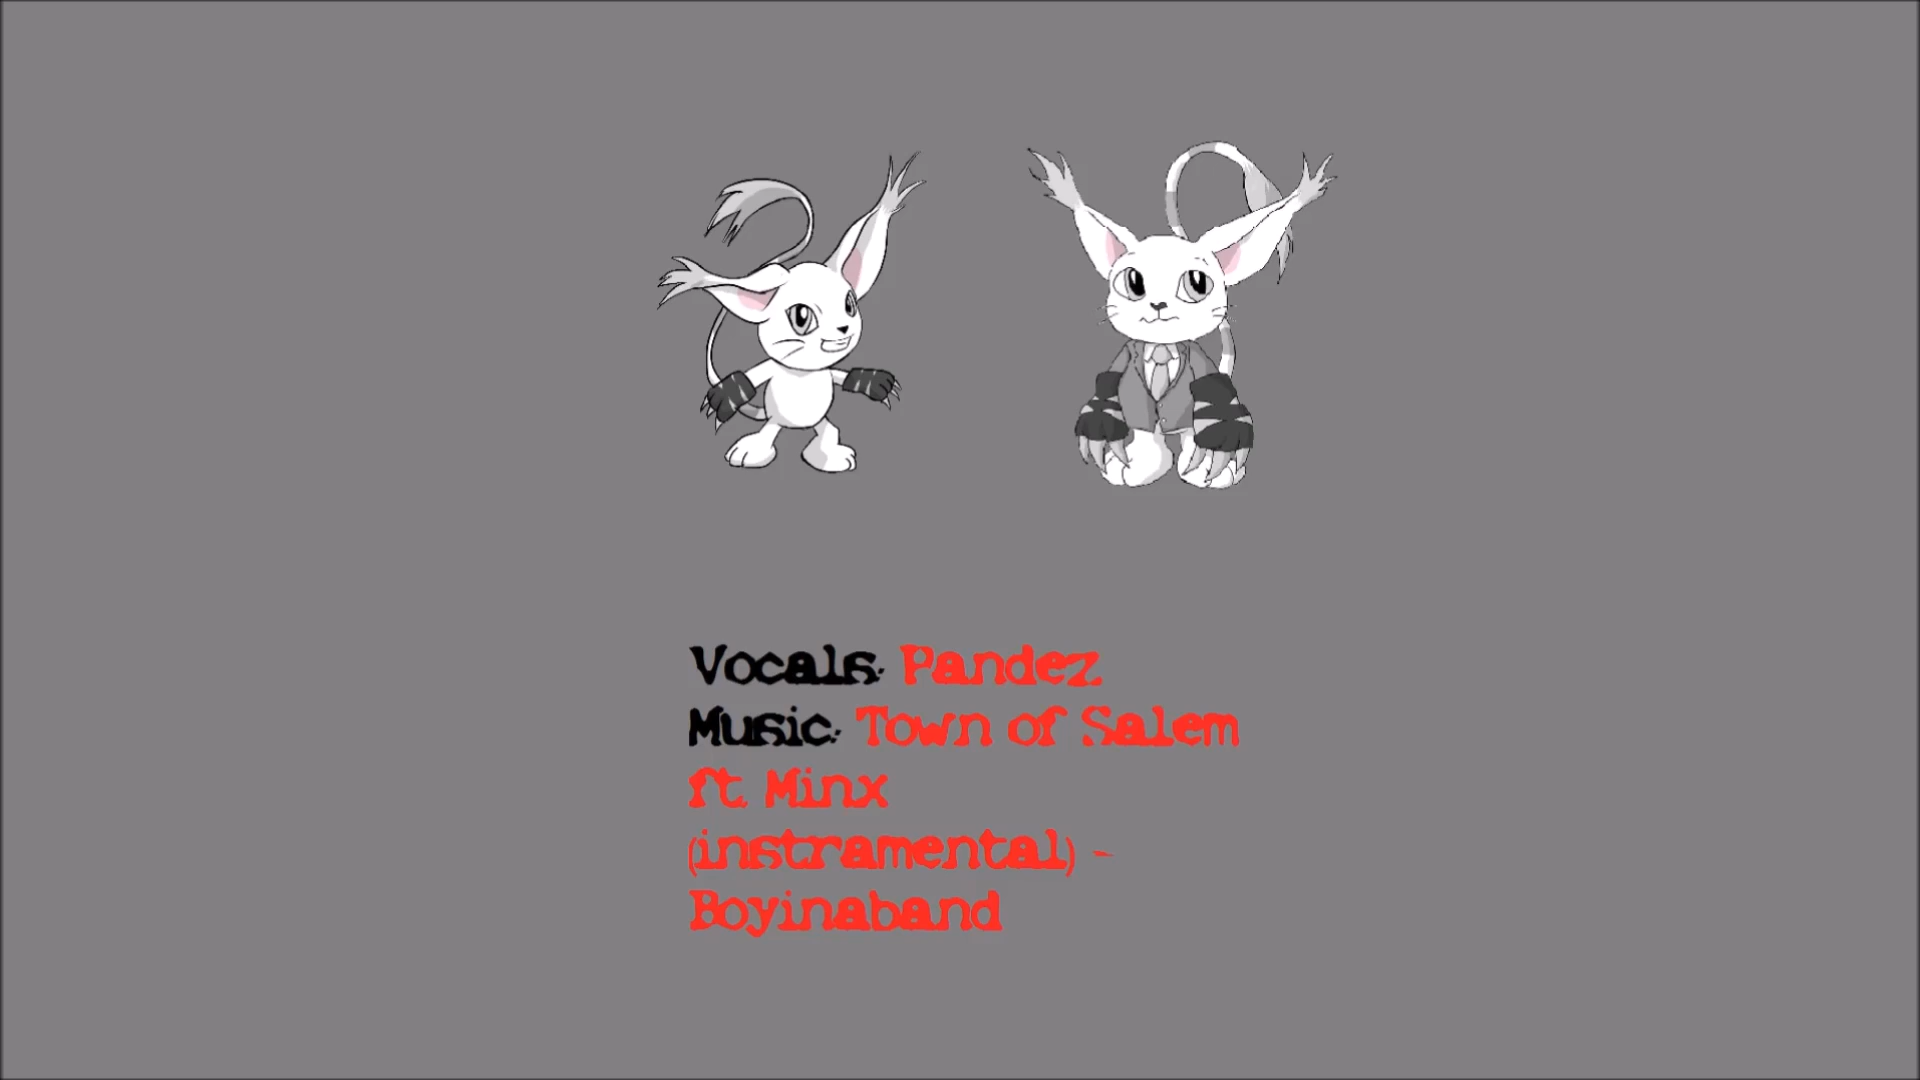 Vocals: Pandez
Music: Town of Salem
ft Minx
(instramental) -
Boyinaband